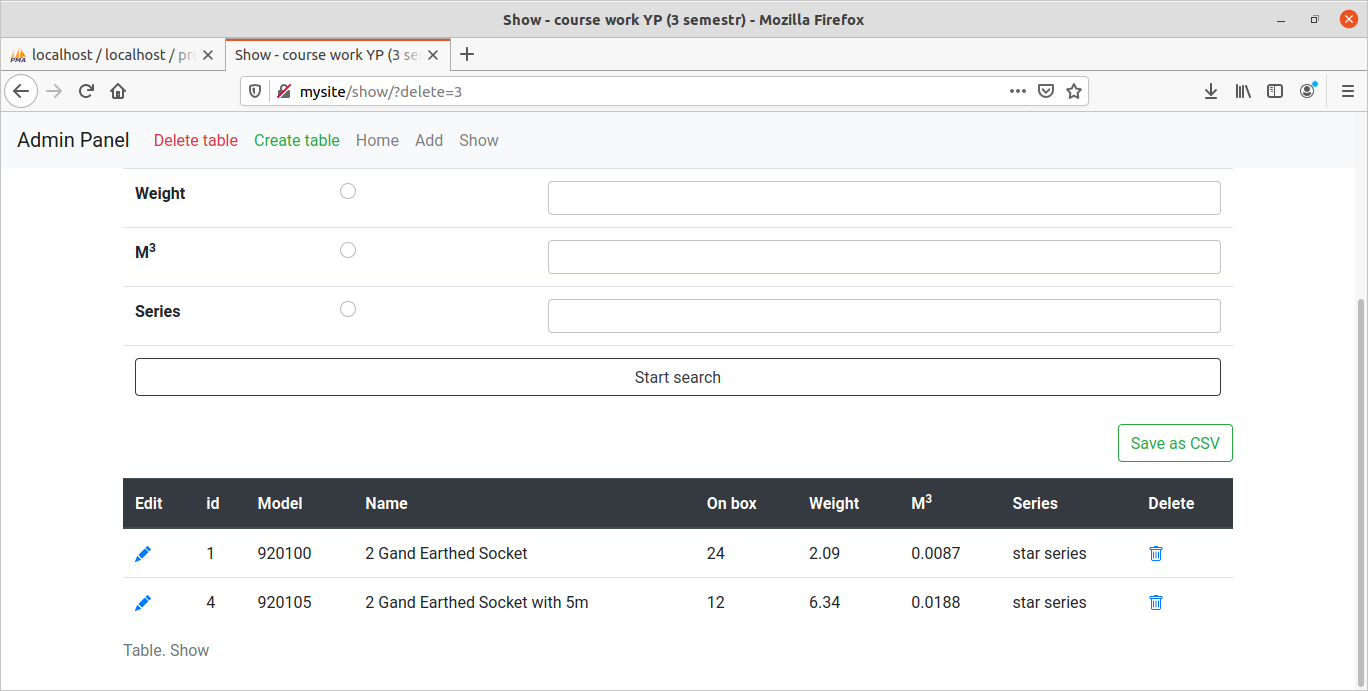 Show - course work YP (3 semestr) - Mozilla Firefox
localhost / localhost / pr
Show - course work YP (3 se
mysite/show/?delete=3
Admin Panel Delete table Create table Home Add Show
Weight
M³
Series
Start search
Save as CSV
Edit id Model Name On box Weight M³ Series Delete
1 920100 2 Gand Earthed Socket 24 2.09 0.0087 star series
4 920105 2 Gand Earthed Socket with 5m 12 6.34 0.0188 star series
Table. Show